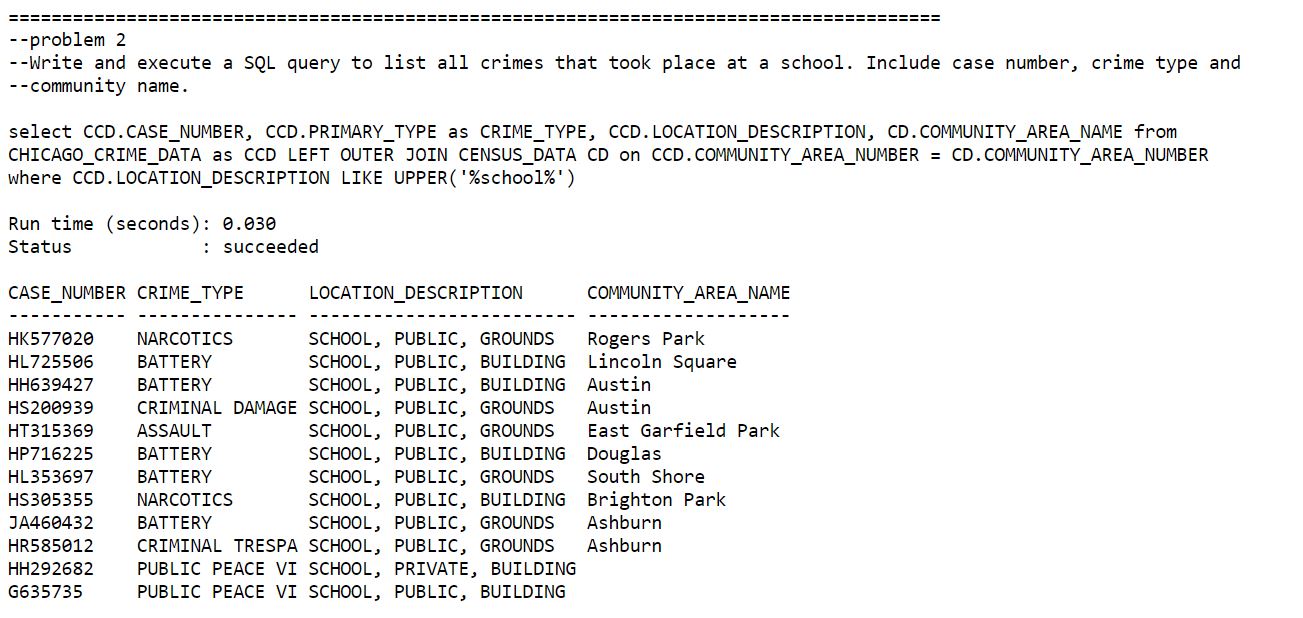 =======================================================================================
--problem 2
--Write and execute a SQL query to list all crimes that took place at a school. Include case number, crime type and
--community name.
select CCD.CASE_NUMBER, CCD.PRIMARY_TYPE as CRIME_TYPE, CCD.LOCATION_DESCRIPTION, CD.COMMUNITY_AREA_NAME from
CHICAGO_CRIME_DATA as CCD LEFT OUTER JOIN CENSUS_DATA CD on CCD.COMMUNITY_AREA_NUMBER = CD.COMMUNITY_AREA_NUMBER
where CCD.LOCATION_DESCRIPTION LIKE UPPER('%school%')
Run time (seconds): 0.030
Status            : succeeded
CASE_NUMBER CRIME_TYPE      LOCATION_DESCRIPTION      COMMUNITY_AREA_NAME
----------- --------------- ------------------------- -------------------
HK577020    NARCOTICS       SCHOOL, PUBLIC, GROUNDS   Rogers Park
HL725506    BATTERY         SCHOOL, PUBLIC, BUILDING  Lincoln Square
HH639427    BATTERY         SCHOOL, PUBLIC, BUILDING  Austin
HS200939    CRIMINAL DAMAGE SCHOOL, PUBLIC, GROUNDS   Austin
HT315369    ASSAULT         SCHOOL, PUBLIC, GROUNDS   East Garfield Park
HP716225    BATTERY         SCHOOL, PUBLIC, BUILDING  Douglas
HL353697    BATTERY         SCHOOL, PUBLIC, GROUNDS   South Shore
HS305355    NARCOTICS       SCHOOL, PUBLIC, BUILDING  Brighton Park
JA460432    BATTERY         SCHOOL, PUBLIC, GROUNDS   Ashburn
HR585012    CRIMINAL TRESPA SCHOOL, PUBLIC, GROUNDS   Ashburn
HH292682    PUBLIC PEACE VI SCHOOL, PRIVATE, BUILDING
G635735     PUBLIC PEACE VI SCHOOL, PUBLIC, BUILDING